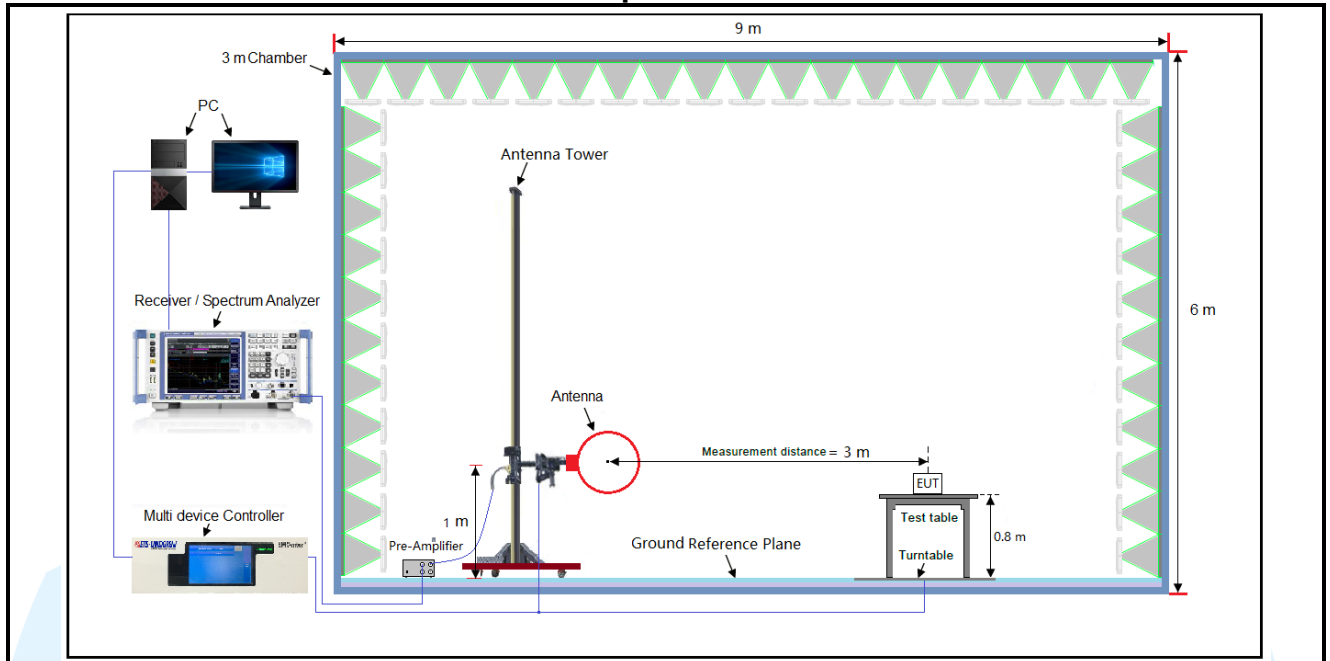 9 m
3 m Chamber
PC
Antenna Tower
Receiver / Spectrum Analyzer
6 m
Antenna
Measurement distance = 3 m
EUT
1 m
Multi device Controller
Test table
0.8 m
Pre-Amplifier
Ground Reference Plane
Turntable